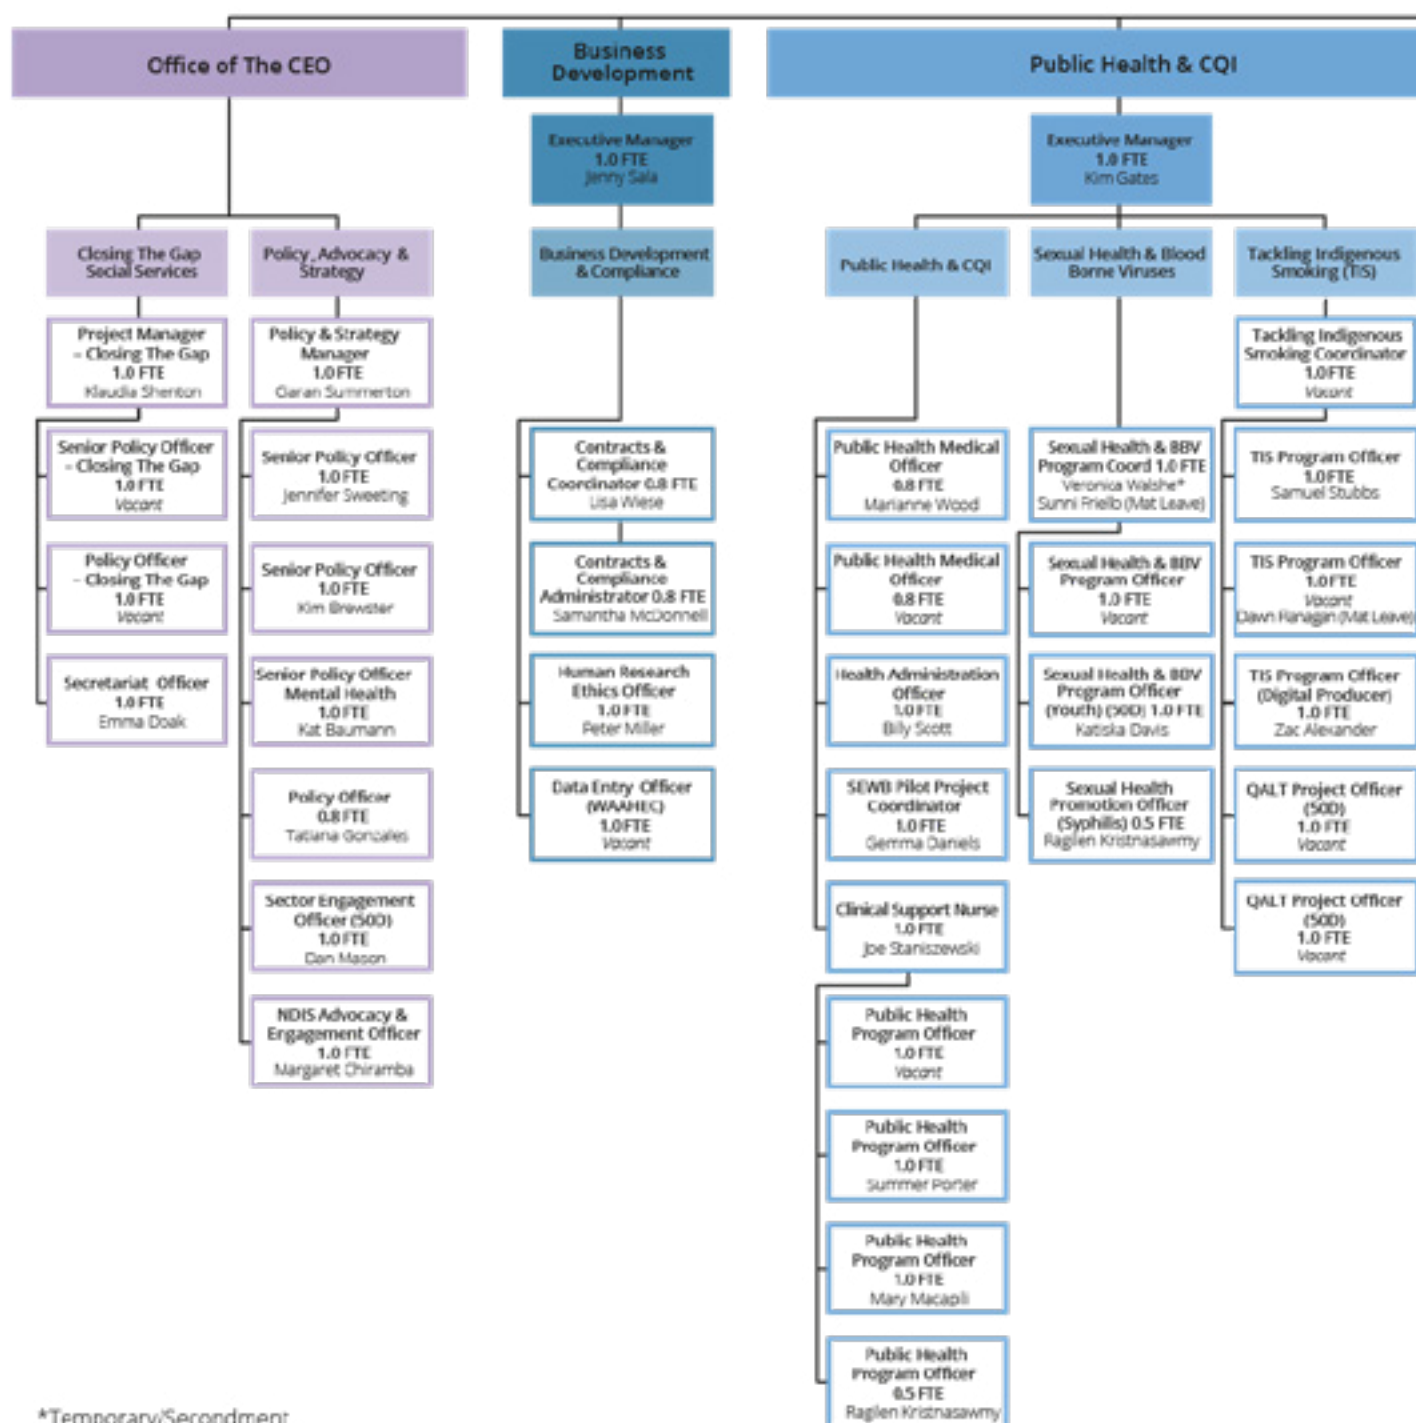 Office of The CEO
Closing The Gap
Social Services
Project Manager
– Closing The Gap
1.0 FTE
Klaudia Shenton
Senior Policy Officer
– Closing The Gap
1.0 FTE
Vacant
Policy Officer
– Closing The Gap
1.0 FTE
Vacant
Secretariat Officer
1.0 FTE
Emma Doak
Policy, Advocacy &
Strategy
Policy & Strategy
Manager
1.0 FTE
Garan Summerton
Senior Policy Officer
1.0 FTE
Jennifer Sweeting
Senior Policy Officer
1.0 FTE
Kim Brewster
Senior Policy Officer
Mental Health
1.0 FTE
Kat Baumann
Policy Officer
0.8 FTE
Tatiana Gonzales
Sector Engagement
Officer (50D)
1.0 FTE
Dan Mason
NDIS Advocacy &
Engagement Officer
1.0 FTE
Margaret Chiramba
Business
Development
Executive Manager
1.0 FTE
Jenny Sala
Business Development
& Compliance
Contracts &
Compliance
Coordinator 0.8 FTE
Lisa Wiese
Contracts &
Compliance
Administrator 0.8 FTE
Samantha McDonnell
Human Research
Ethics Officer
1.0 FTE
Peter Miller
Data Entry Officer
(WAAHEC)
1.0 FTE
Vacant
Public Health & CQI
Executive Manager
1.0 FTE
Kim Gates
Public Health & CQI
Public Health Medical
Officer
0.8 FTE
Marianne Wood
Public Health Medical
Officer
0.8 FTE
Vacant
Health Administration
Officer
1.0 FTE
Billy Scott
SEWB Pilot Project
Coordinator
1.0 FTE
Gemma Daniels
Clinical Support Nurse
1.0 FTE
Joe Staniszewski
Public Health
Program Officer
1.0 FTE
Vacant
Public Health
Program Officer
1.0 FTE
Summer Porter
Public Health
Program Officer
1.0 FTE
Mary Macapili
Public Health
Program Officer
0.5 FTE
Ragilen Kristnasawmy
Sexual Health & Blood
Borne Viruses
Sexual Health & BBV
Program Coord 1.0 FTE
Veronica Walshe*
Sunni (Mat Leave)
Sexual Health & BBV
Program Officer
1.0 FTE
Vacant
Sexual Health & BBV
Program Officer
(Youth) (50D) 1.0 FTE
Katiska Davis
Sexual Health
Promotion Officer
(Syphilis) 0.5 FTE
Ragilen Kristnasawmy
Tackling Indigenous
Smoking (TIS)
Tackling Indigenous
Smoking Coordinator
1.0 FTE
Vacant
TIS Program Officer
1.0 FTE
Samuel Stubbs
TIS Program Officer
1.0 FTE
Vacant
Dawn Flanagan (Mat Leave)
TIS Program Officer
(Digital Producer)
1.0 FTE
Zac Alexander
QALT Project Officer
(50D)
1.0 FTE
Vacant
QALT Project Officer
(50D)
1.0 FTE
Vacant
*Temporary/Secondment